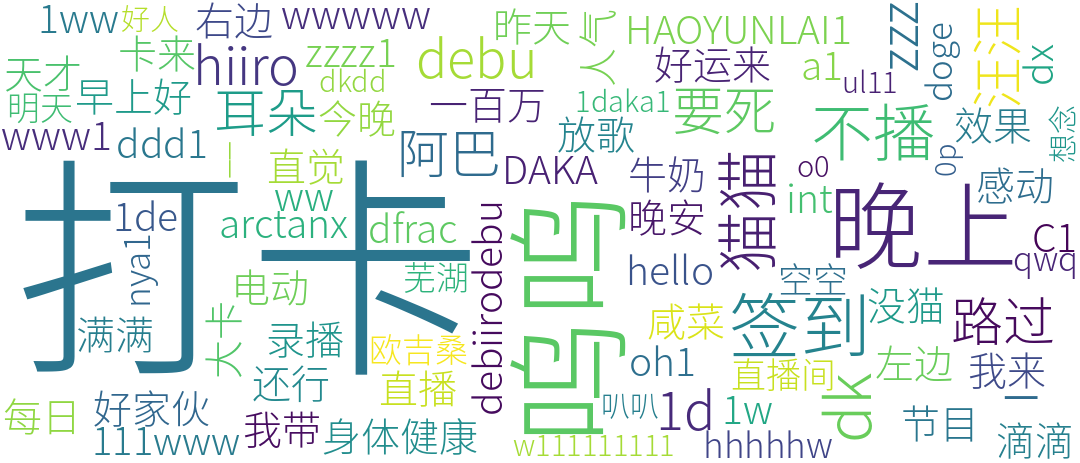 1ww
好人
右边
wwwww
昨天
人气
HAOYUNLAI1
zzz
汪汪
天才
卡来
hiiro
zzzz1
debu
好运来
a1
doge
dx
明天
早上好
耳朵
dkdd
一百万
1daka1
要死
ul11
www1
ddd1
今晚
阿巴
放歌
不播
效果
想念
一
直觉
DAKA
牛奶
猫猫
o0
0p
感动
打卡
1de
ww
arctanx
dfrac
呜呜
晚安
int
晚上
C1
qwq
nya1
电动
芜湖
debiirodebu
hello
空空
没猫
路过
满满
太卡
录播
欧吉桑
咸菜
签到
还行
直播
oh1
直播间
左边
我来
一
每日
好家伙
我带
身体健康
叭叭
1d
1w
dk
节目
滴滴
111www
w111111111
hhhhhw